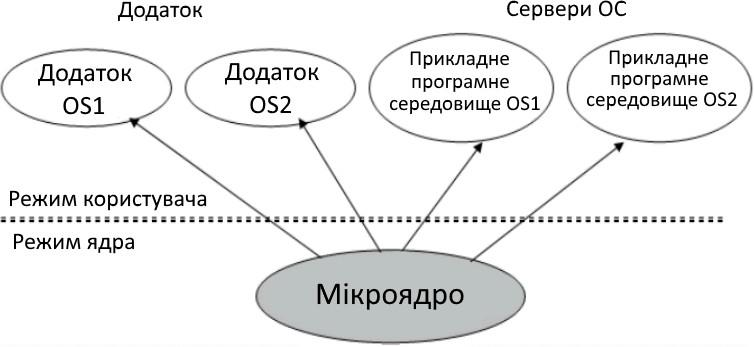 Додаток
Сервери ОС
Додаток
OS1
Додаток
OS2
Прикладне
програмне
середовище OS1
Прикладне
програмне
середовище OS2
Режим користувача
Режим ядра
Мікроядро